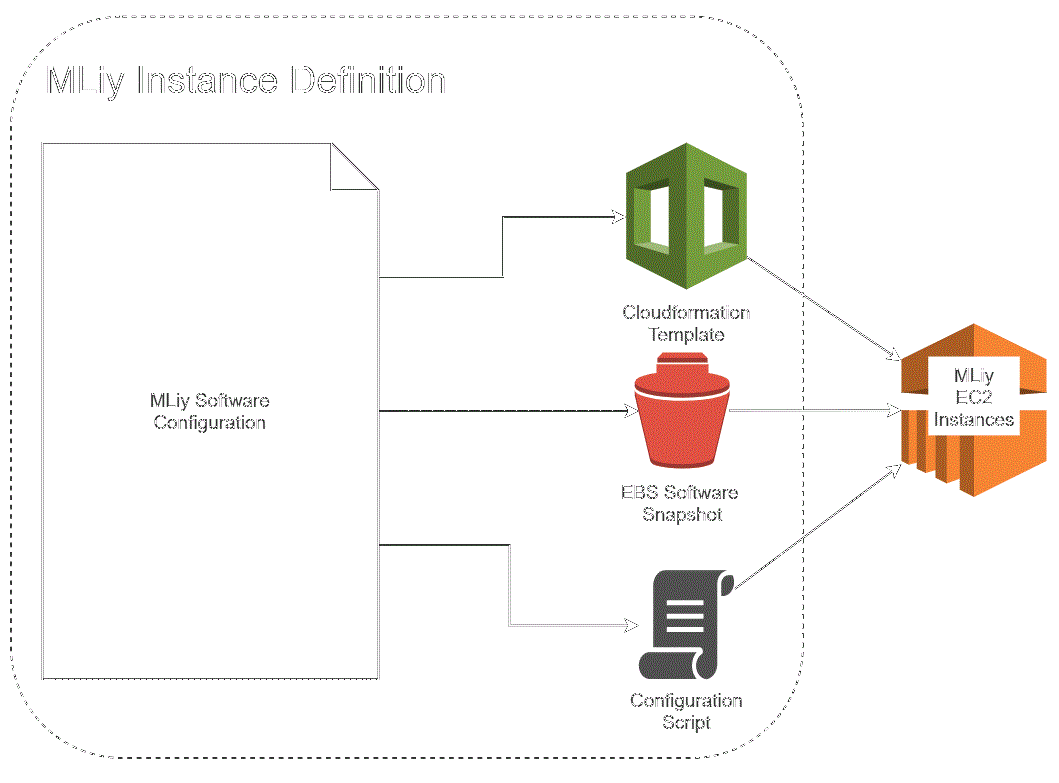 MLiy Instance Definition
MLiy Software
Configuration
Cloudformation
Template
EBS Software
Snapshot
Configuration
Script
MLiy
EC2
Instances